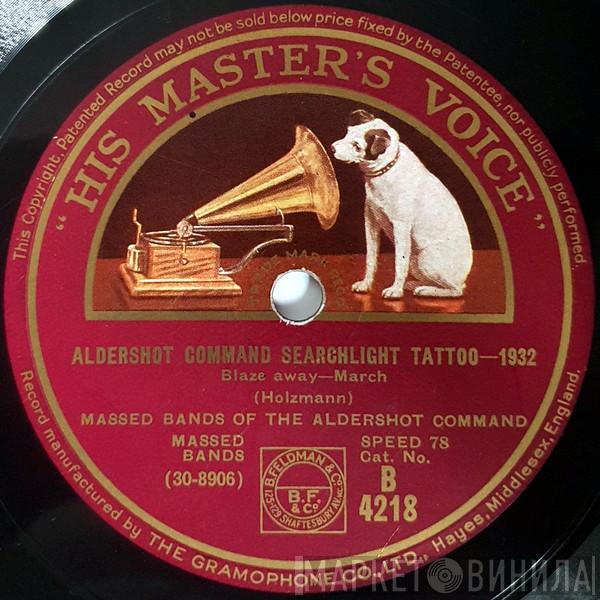 This Copyright Patented Record may not be sold below price fixed by the Patentee, nor publicly performed.
"HIS MASTER'S VOICE"
ALDERSHOT COMMAND SEARCHLIGHT TATTOO—1932
Blaze away—March
(Holzmann)
MASSED BANDS OF THE ALDERSHOT COMMAND
MASSED BANDS
SPEED 78
Cat. No.
(30-8906)
B. FELDMAN & Co
B.F. & Co.
125-129, SHAFTESBURY AV. W.C.
B
4218
Record manufactured by THE GRAMOPHONE CO., LTD., Hayes, Middlesex, England.
МАРКЕТ ВИНИЛА